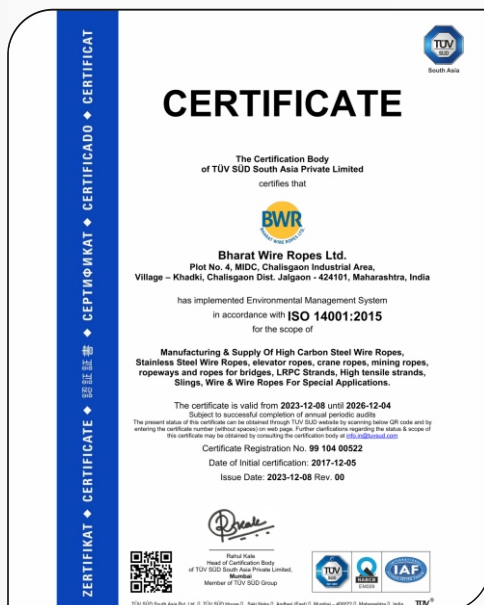 TÜV
SÜD
South Asia
CERTIFICATE
The Certification Body
of TÜV SÜD South Asia Private Limited
certifies that
BWR
BHARAT WIRE ROPES LTD.
Bharat Wire Ropes Ltd.
Plot No. 4, MIDC, Chalisgaon Industrial Area,
Village – Khadki, Chalisgaon Dist. Jalgaon - 424101, Maharashtra, India
has implemented Environmental Management System
in accordance with ISO 14001:2015
for the scope of
Manufacturing & Supply Of High Carbon Steel Wire Ropes,
Stainless Steel Wire Ropes, elevator ropes, crane ropes, mining ropes,
ropeways and ropes for bridges, LRPC Strands, High tensile strands,
Slings, Wire & Wire Ropes For Special Applications.
The certificate is valid from 2023-12-08 until 2026-12-04
Subject to successful completion of annual periodic audits
The present status of this certificate can be obtained through TUV SUD website by scanning below QR code and by
entering the certificate number (without spaces) on web page. Further clarifications regarding the status & scope of
this certificate may be obtained by consulting the certification body at info.in@tuvsud.com
Certificate Registration No. 99 104 00522
Date of Initial certification: 2017-12-05
Issue Date: 2023-12-08 Rev. 00
Rahul Kale
Head of Certification Body
of TÜV SÜD South Asia Private Limited,
Mumbai
Member of TÜV SÜD Group
TÜV
SÜD
NABCB
IAF
TÜV®
ZERTIFIKAT ◆ CERTIFICATE ◆ 認証証書 ◆ СЕРТИФИКАТ ◆ CERTIFICADO ◆ CERTIFICAT